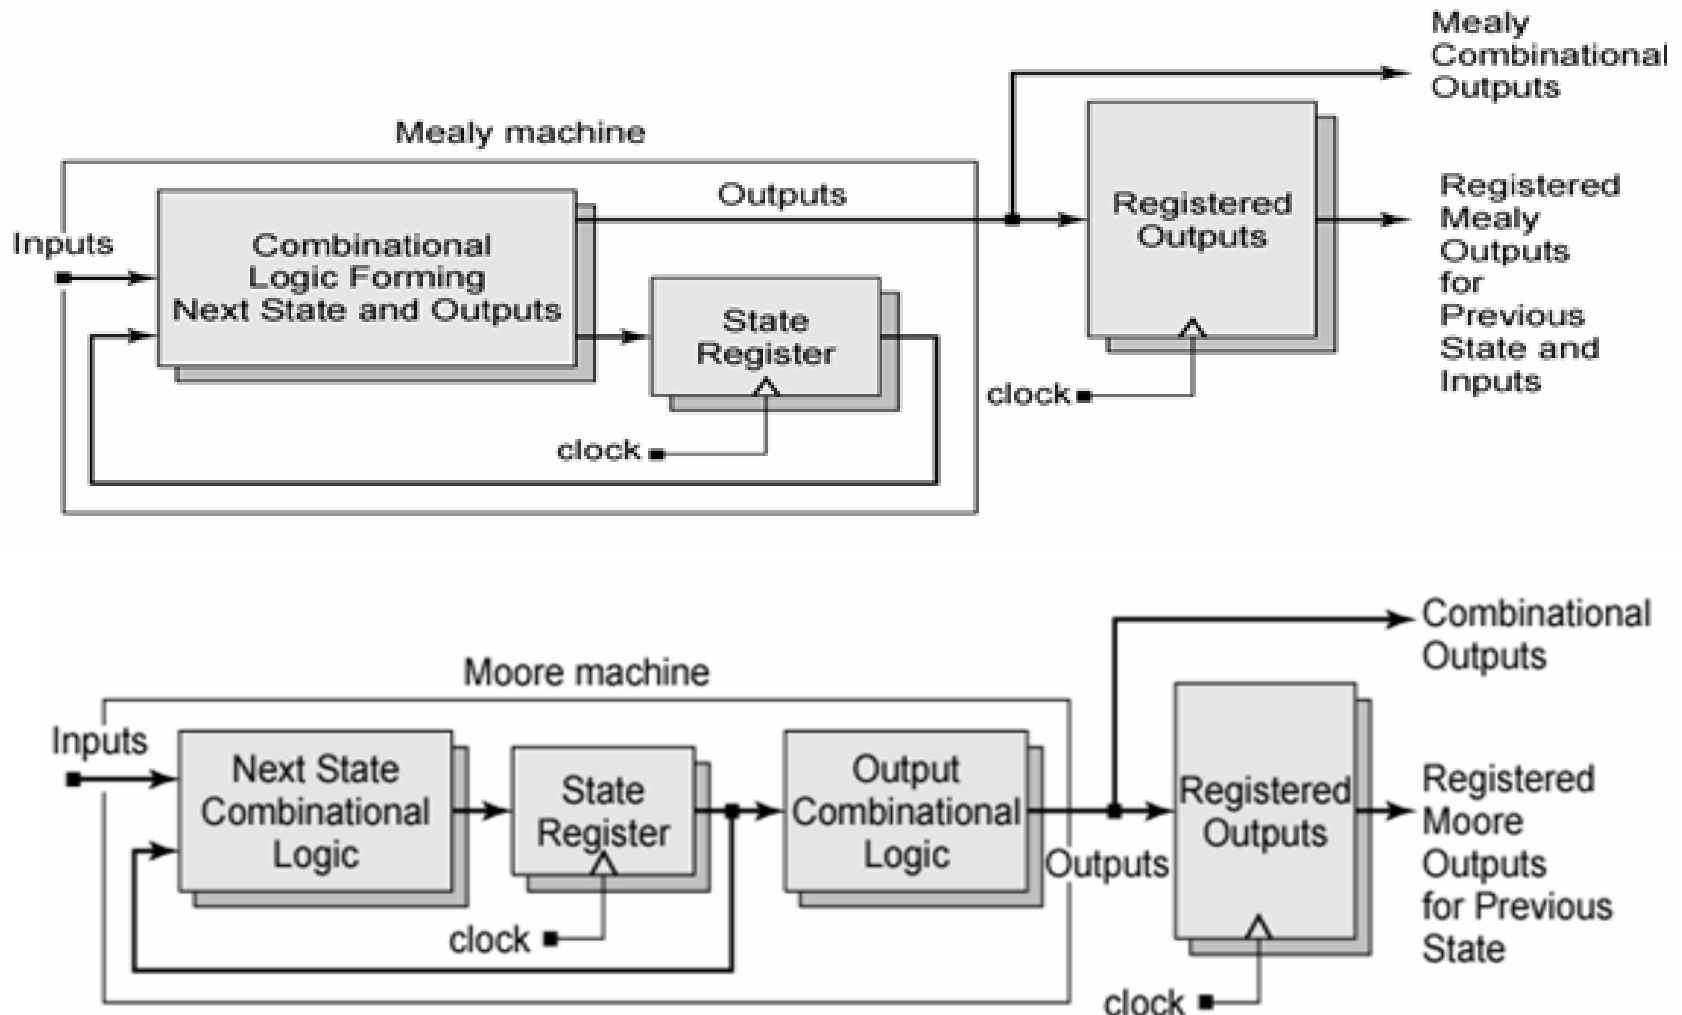 Mealy
Combinational
Outputs
Mealy machine
Outputs
Inputs
Combinational
Logic Forming
Next State and Outputs
State
Register
clock
Registered
Outputs
clock
Registered
Mealy
Outputs
for
Previous
State and
Inputs
Combinational
Outputs
Moore machine
Inputs
Next State
Combinational
Logic
State
Register
clock
Output
Combinational
Logic
Outputs
Registered
Outputs
clock
Registered
Moore
Outputs
for Previous
State